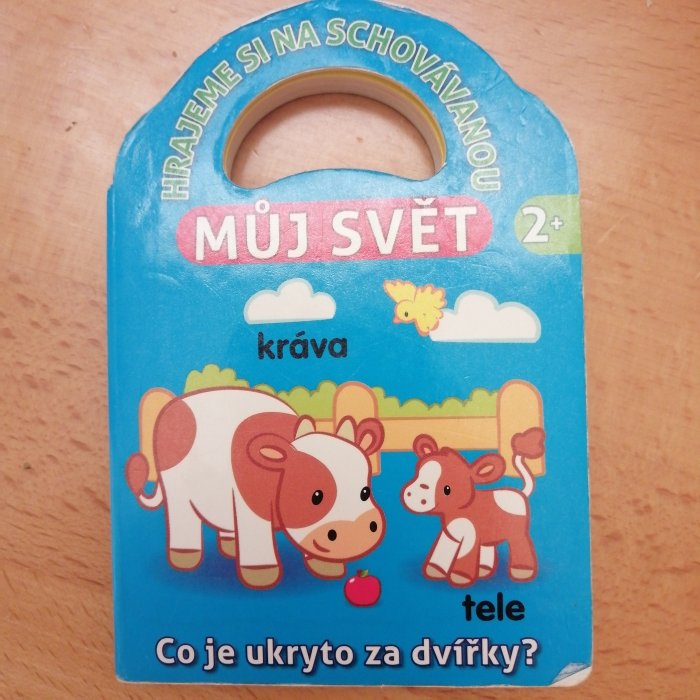 HRAJEME SI NA SCHOVÁVANOU
MŮJ SVĚT
2+
kráva
tele
Co je ukryto za dvířky?